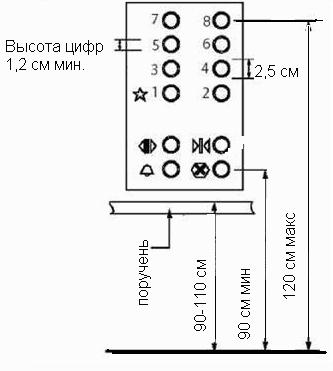 7 8
Высота цифр
1,2 см мин.
5 6
3 4
2,5 см
1 2
поручень
90-110 см
90 см мин
120 см макс